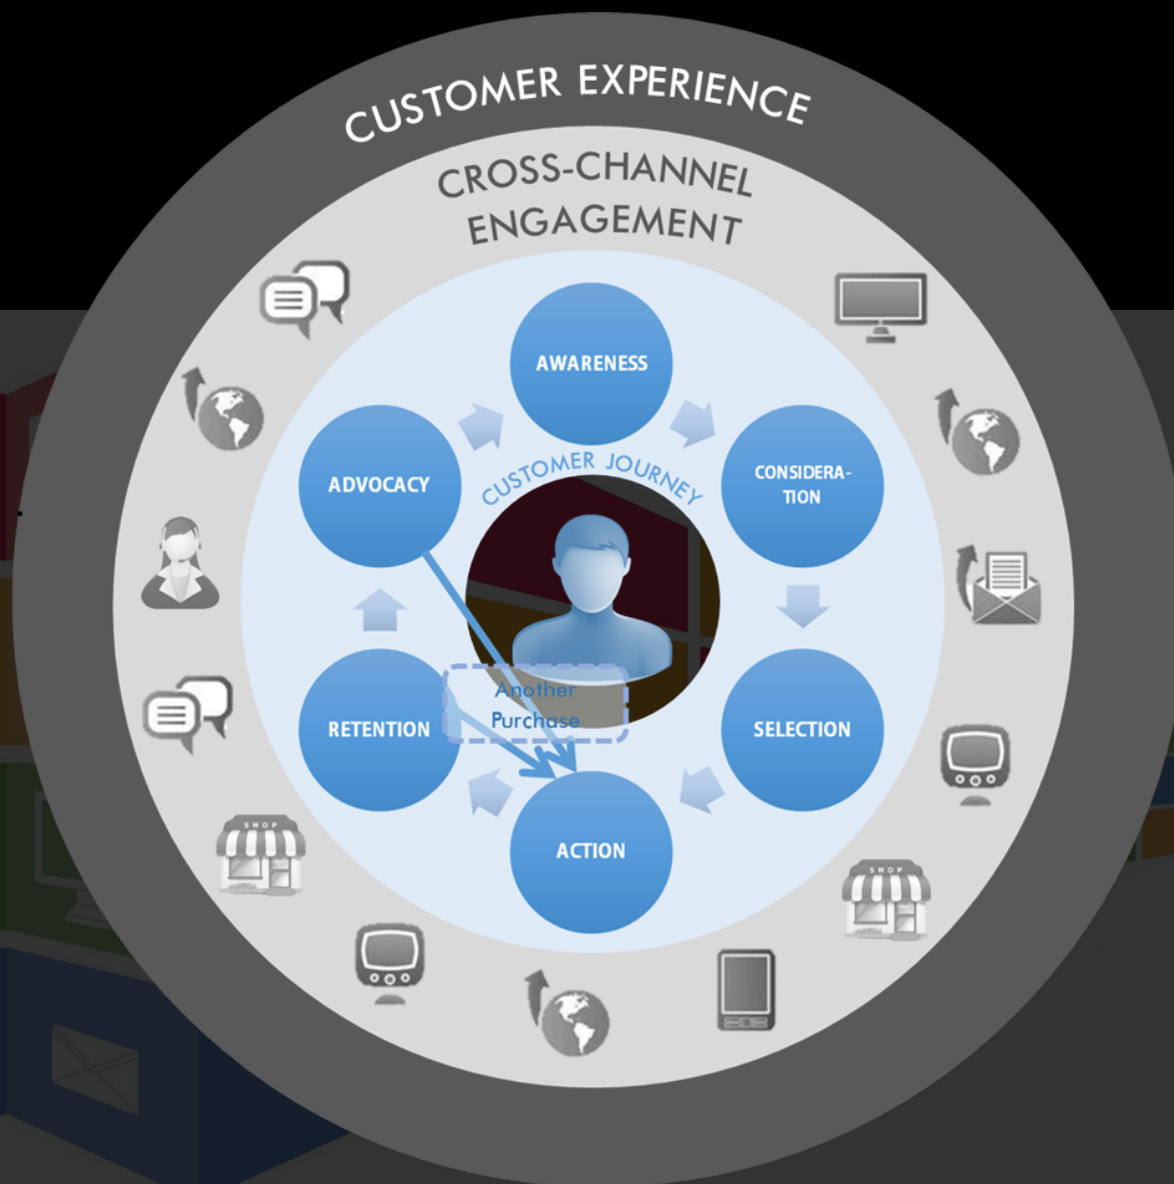 CUSTOMER EXPERIENCE
CROSS-CHANNEL
ENGAGEMENT
AWARENESS
CUSTOMER JOURNEY
ADVOCACY
CONSIDERA-
TION
Another
Purchase
RETENTION
SELECTION
ACTION
SHOP
SHOP